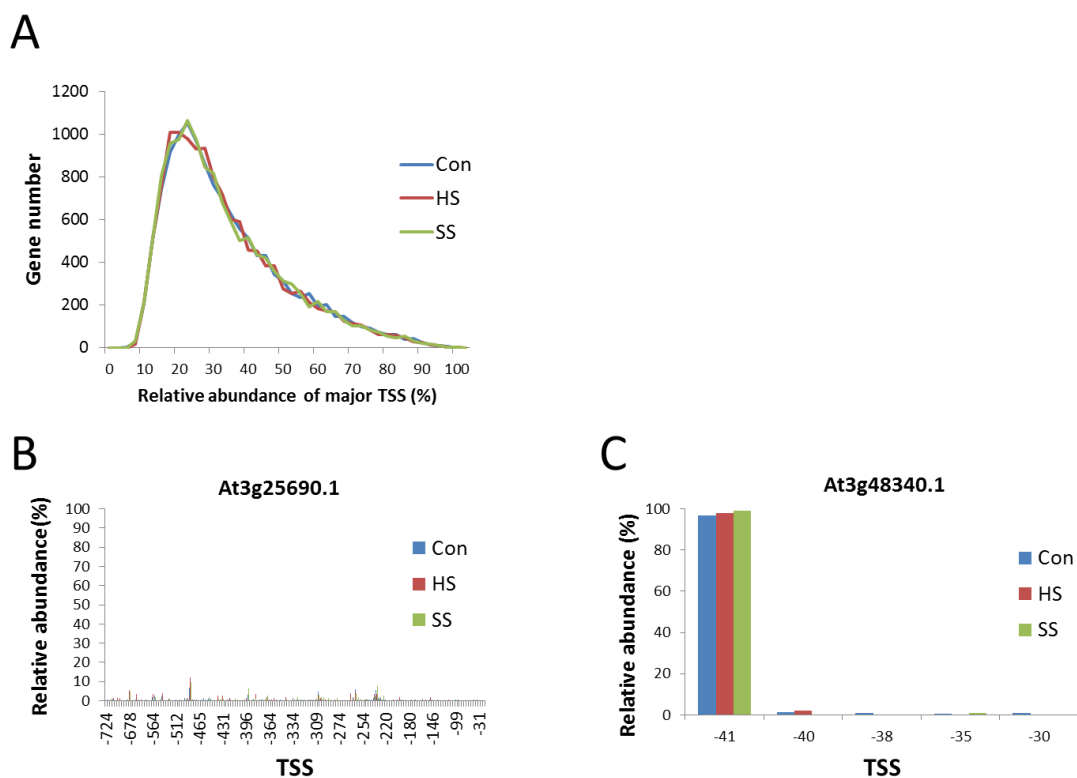 A
Gene number
1200
1000
800
600
400
200
0
0 10 20 30 40 50 60 70 80 90 100
Relative abundance of major TSS (%)
Con
HS
SS
B
At3g25690.1
Relative abundance(%)
100
90
80
70
60
50
40
30
20
10
0
-724 -678 -564 -512 -465 -431 -396 -364 -334 -309 -274 -254 -220 -180 -146 -99 -31
TSS
Con
HS
SS
C
At3g48340.1
Relative abundance (%)
100
80
60
40
20
0
-41 -40 -38 -35 -30
TSS
Con
HS
SS